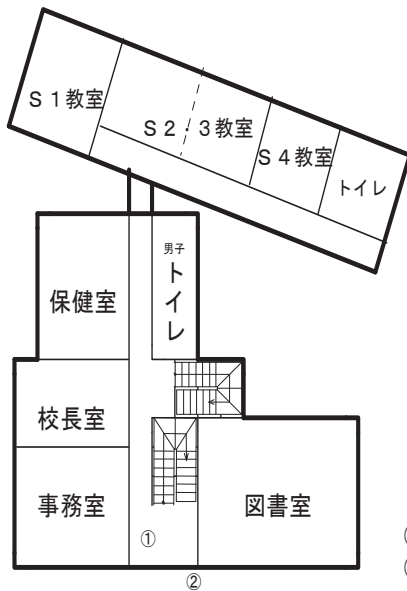 S1教室
S2・3教室
S4教室
トイレ
男子
トイレ
保健室
校長室
事務室
図書室
①
②
(
(